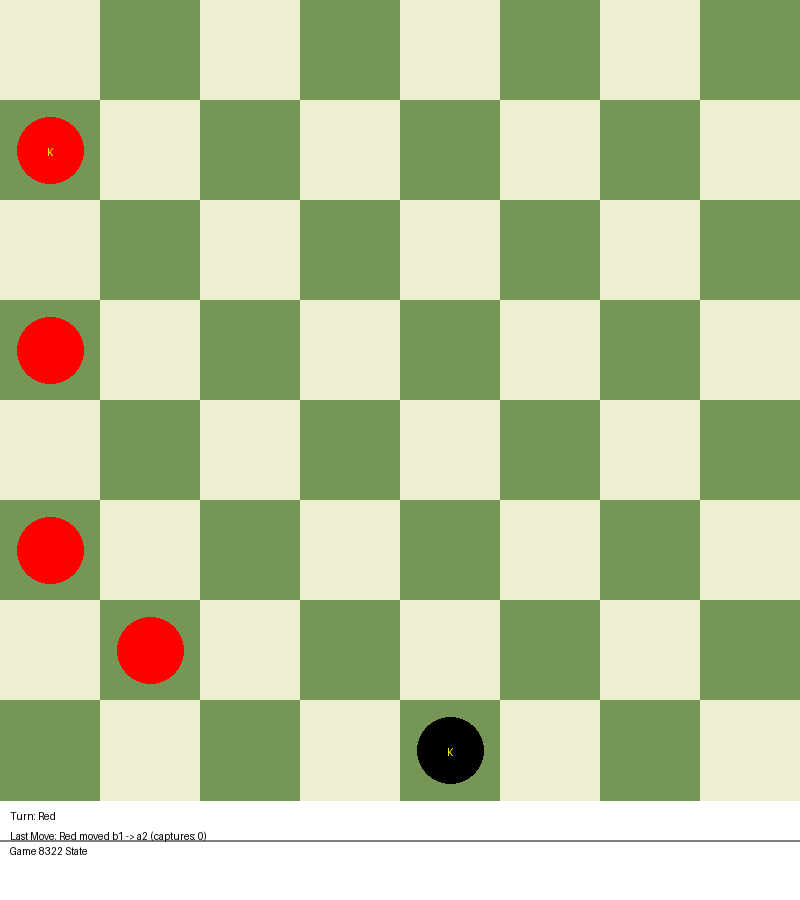 K
K
Turn: Red
Last Move: Red moved b1 -> a2 (captures: 0)
Game 8322 State